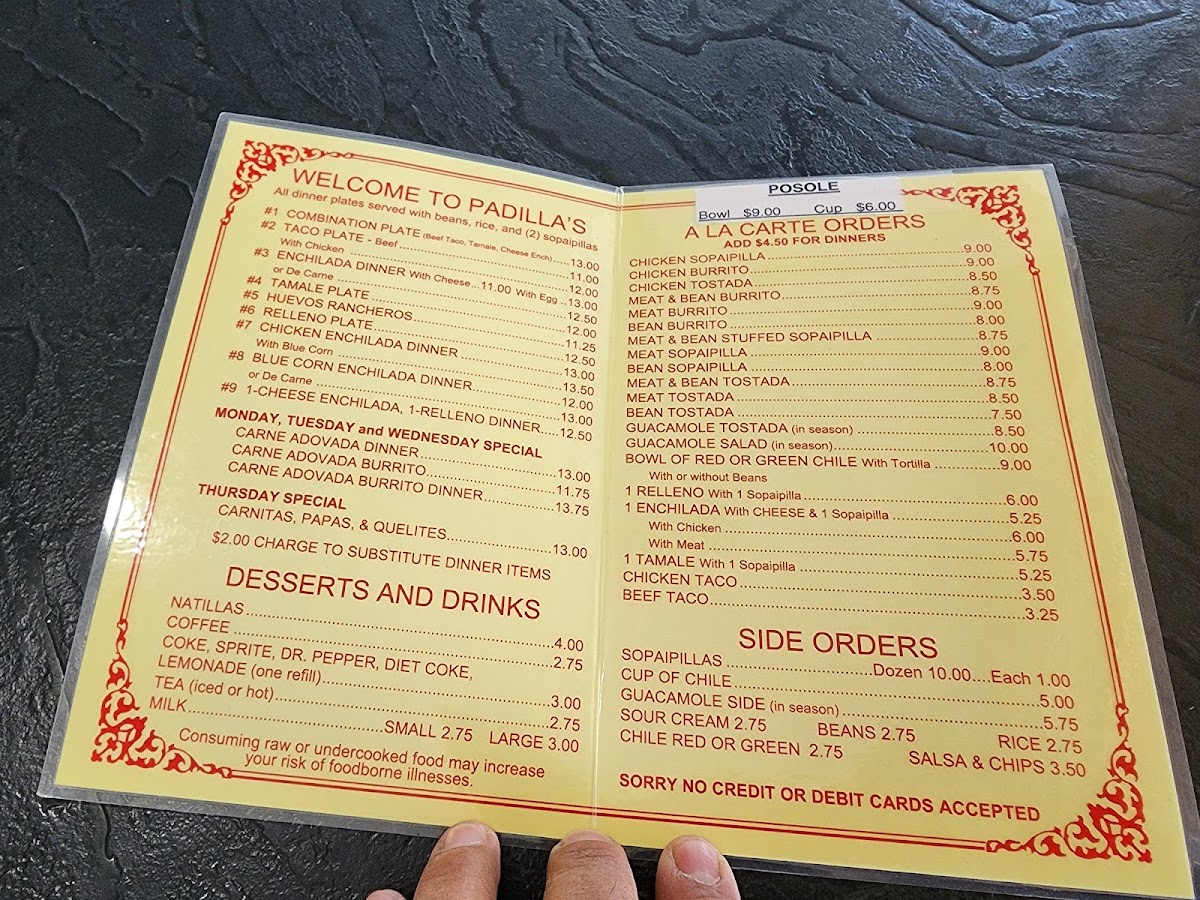 WELCOME TO PADILLA'S
All dinner plates served with beans, rice, and (2) sopaipillas
#1 COMBINATION PLATE (Beef Taco, Tamale, Cheese Ench).....13.00
#2 TACO PLATE - Beef.....11.00
With Chicken.....12.00
#3 ENCHILADA DINNER With Cheese...11.00 With Egg..13.00
or De Carne.....12.50
#4 TAMALE PLATE.....12.00
#5 HUEVOS RANCHEROS.....11.25
#6 RELLENO PLATE.....12.50
#7 CHICKEN ENCHILADA DINNER.....13.00
With Blue Corn.....13.50
#8 BLUE CORN ENCHILADA DINNER.....12.00
or De Carne.....13.00
#9 1-CHEESE ENCHILADA, 1-RELLENO DINNER.....12.50
MONDAY, TUESDAY and WEDNESDAY SPECIAL
CARNE ADOVADA DINNER.....13.00
CARNE ADOVADA BURRITO.....11.75
CARNE ADOVADA BURRITO DINNER.....13.75
THURSDAY SPECIAL
CARNITAS, PAPAS, & QUELITES.....13.00
$2.00 CHARGE TO SUBSTITUTE DINNER ITEMS
DESSERTS AND DRINKS
NATILLAS.....4.00
COFFEE.....2.75
COKE, SPRITE, DR. PEPPER, DIET COKE,
LEMONADE (one refill).....3.00
TEA (iced or hot).....2.75
MILK.....SMALL 2.75 LARGE 3.00
Consuming raw or undercooked food may increase
your risk of foodborne illnesses.
POSOLE
Bowl $9.00 Cup $6.00
A LA CARTE ORDERS
ADD $4.50 FOR DINNERS
CHICKEN SOPAIPILLA.....9.00
CHICKEN BURRITO.....9.00
CHICKEN TOSTADA.....8.50
MEAT & BEAN BURRITO.....8.75
MEAT BURRITO.....9.00
BEAN BURRITO.....8.00
MEAT & BEAN STUFFED SOPAIPILLA.....8.75
MEAT SOPAIPILLA.....9.00
BEAN SOPAIPILLA.....8.00
MEAT & BEAN TOSTADA.....8.75
MEAT TOSTADA.....8.50
BEAN TOSTADA.....7.50
GUACAMOLE TOSTADA (in season).....8.50
GUACAMOLE SALAD (in season).....10.00
BOWL OF RED OR GREEN CHILE With Tortilla.....9.00
With or without Beans
1 RELLENO With 1 Sopaipilla.....6.00
1 ENCHILADA With CHEESE & 1 Sopaipilla.....5.25
With Chicken.....6.00
With Meat.....5.75
1 TAMALE With 1 Sopaipilla.....5.25
CHICKEN TACO.....3.50
BEEF TACO.....3.25
SIDE ORDERS
SOPAIPILLAS.....Dozen 10.00....Each 1.00
CUP OF CHILE.....5.00
GUACAMOLE SIDE (in season).....5.75
SOUR CREAM 2.75 BEANS 2.75 RICE 2.75
CHILE RED OR GREEN 2.75 SALSA & CHIPS 3.50
SORRY NO CREDIT OR DEBIT CARDS ACCEPTED